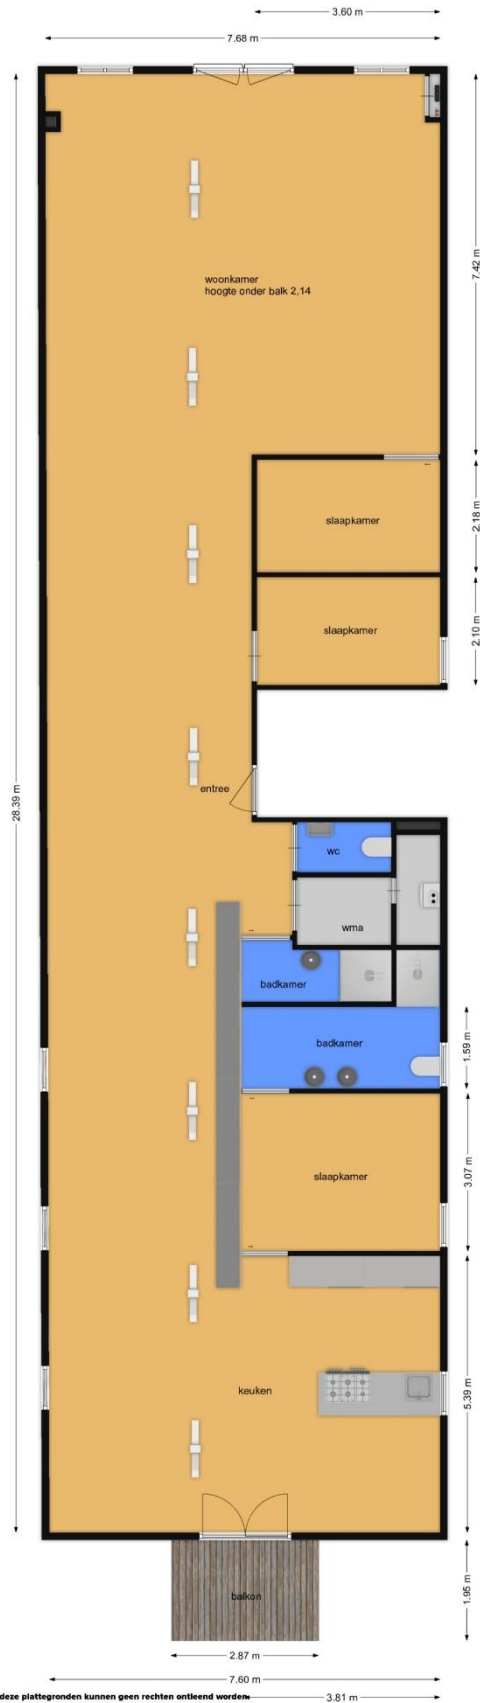 3.60 m
7.68 m
7.42 m
woonkamer
hoogte onder balk 2,14
2.18 m
slaapkamer
2.10 m
slaapkamer
28.39 m
entree
wc
wma
badkamer
1.59 m
badkamer
3.07 m
slaapkamer
5.39 m
keuken
1.95 m
balkon
2.87 m
7.60 m
deze plattegronden kunnen geen rechten ontleend worden
3.81 m